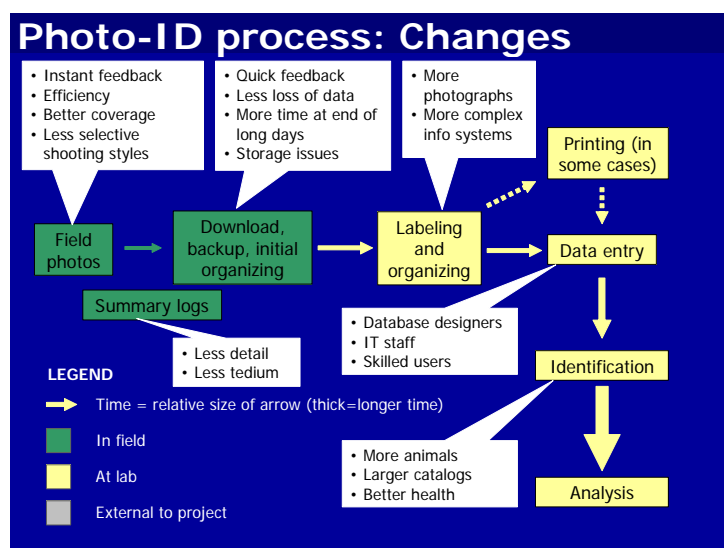 Photo-ID process: Changes
• Instant feedback
• Efficiency
• Better coverage
• Less selective
shooting styles
• Quick feedback
• Less loss of data
• More time at end of
long days
• Storage issues
• More
photographs
• More complex
info systems
Printing (in
some cases)
Field
photos
Download,
backup, initial
organizing
Labeling
and
organizing
Data entry
Summary logs
• Less detail
• Less tedium
• Database designers
• IT staff
• Skilled users
Identification
LEGEND
Time = relative size of arrow (thick=longer time)
In field
At lab
External to project
• More animals
• Larger catalogs
• Better health
Analysis